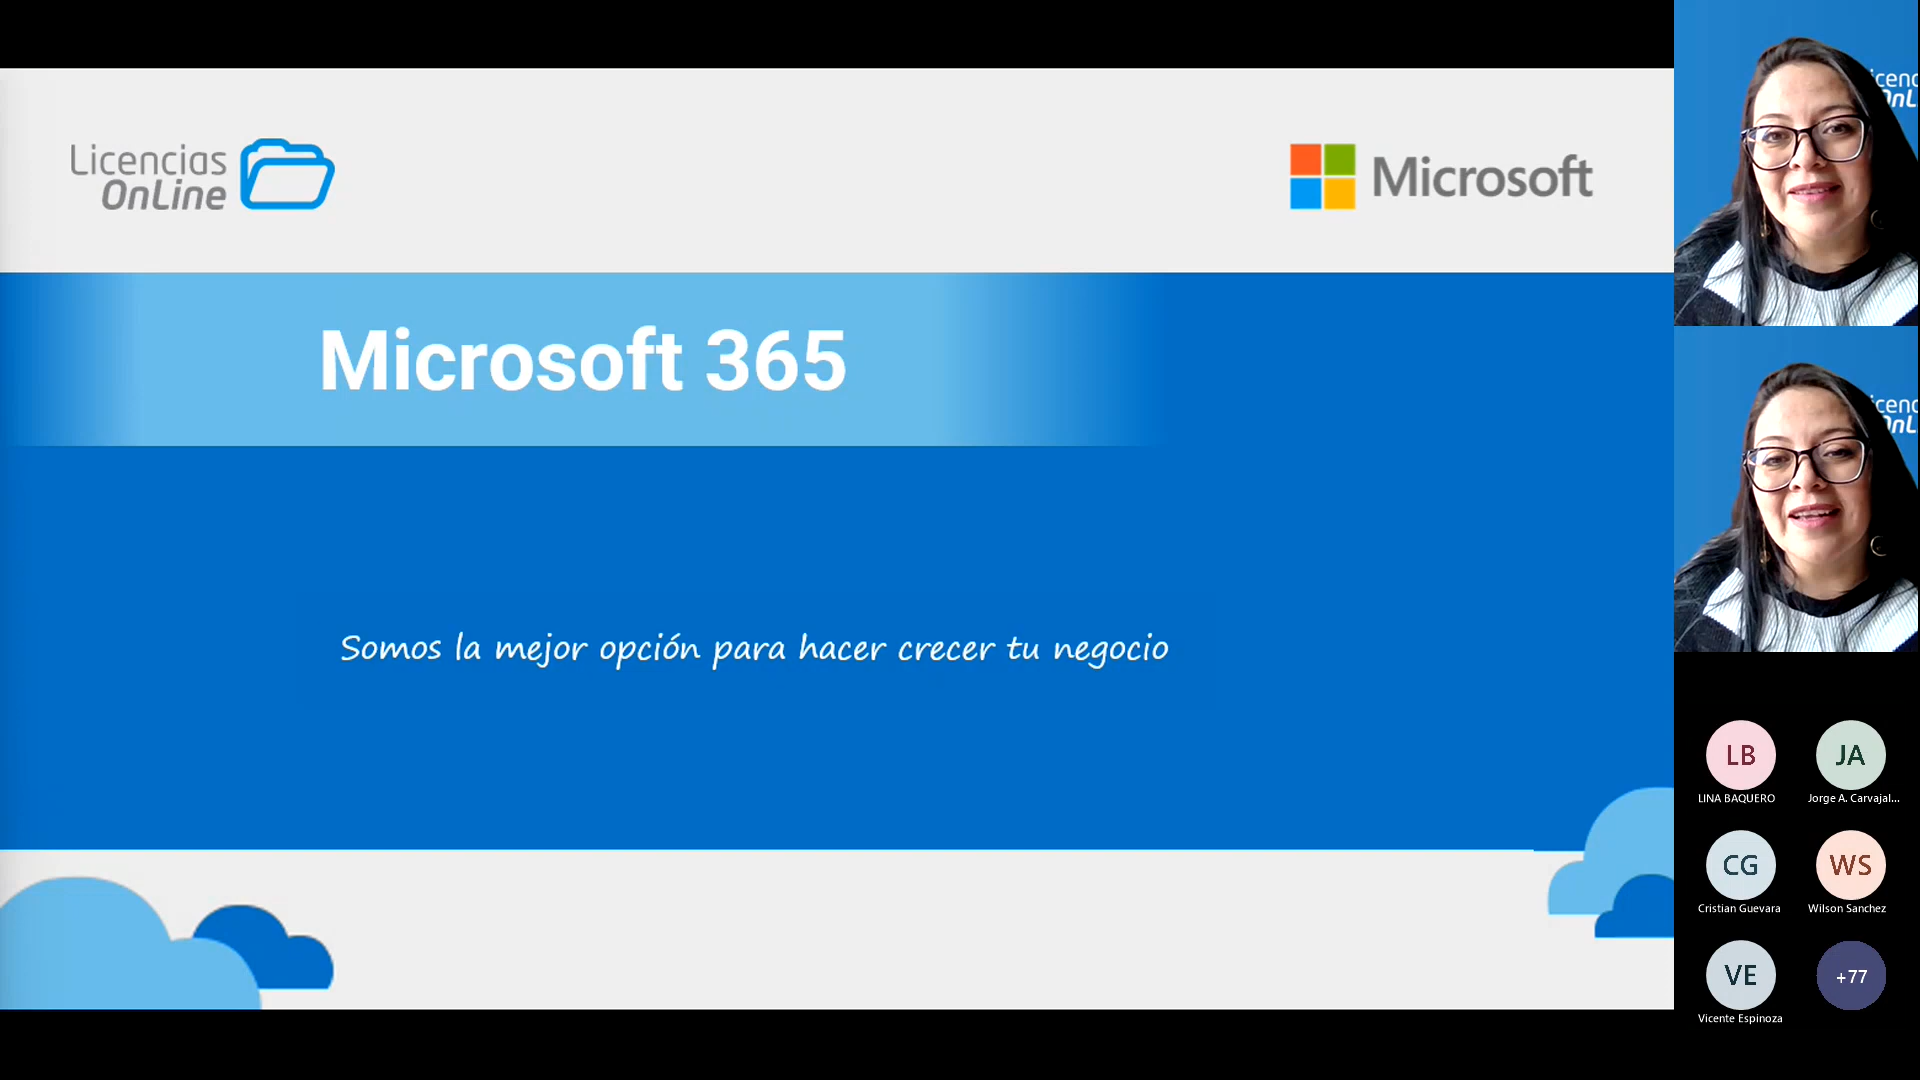 Licencias
OnLine
Microsoft
Microsoft 365
Somos la mejor opción para hacer crecer tu negocio
LB
LINA BAQUERO
JA
Jorge A. Carvajal...
CG
Cristian Guevara
WS
Wilson Sanchez
VE
Vicente Espinoza
+77